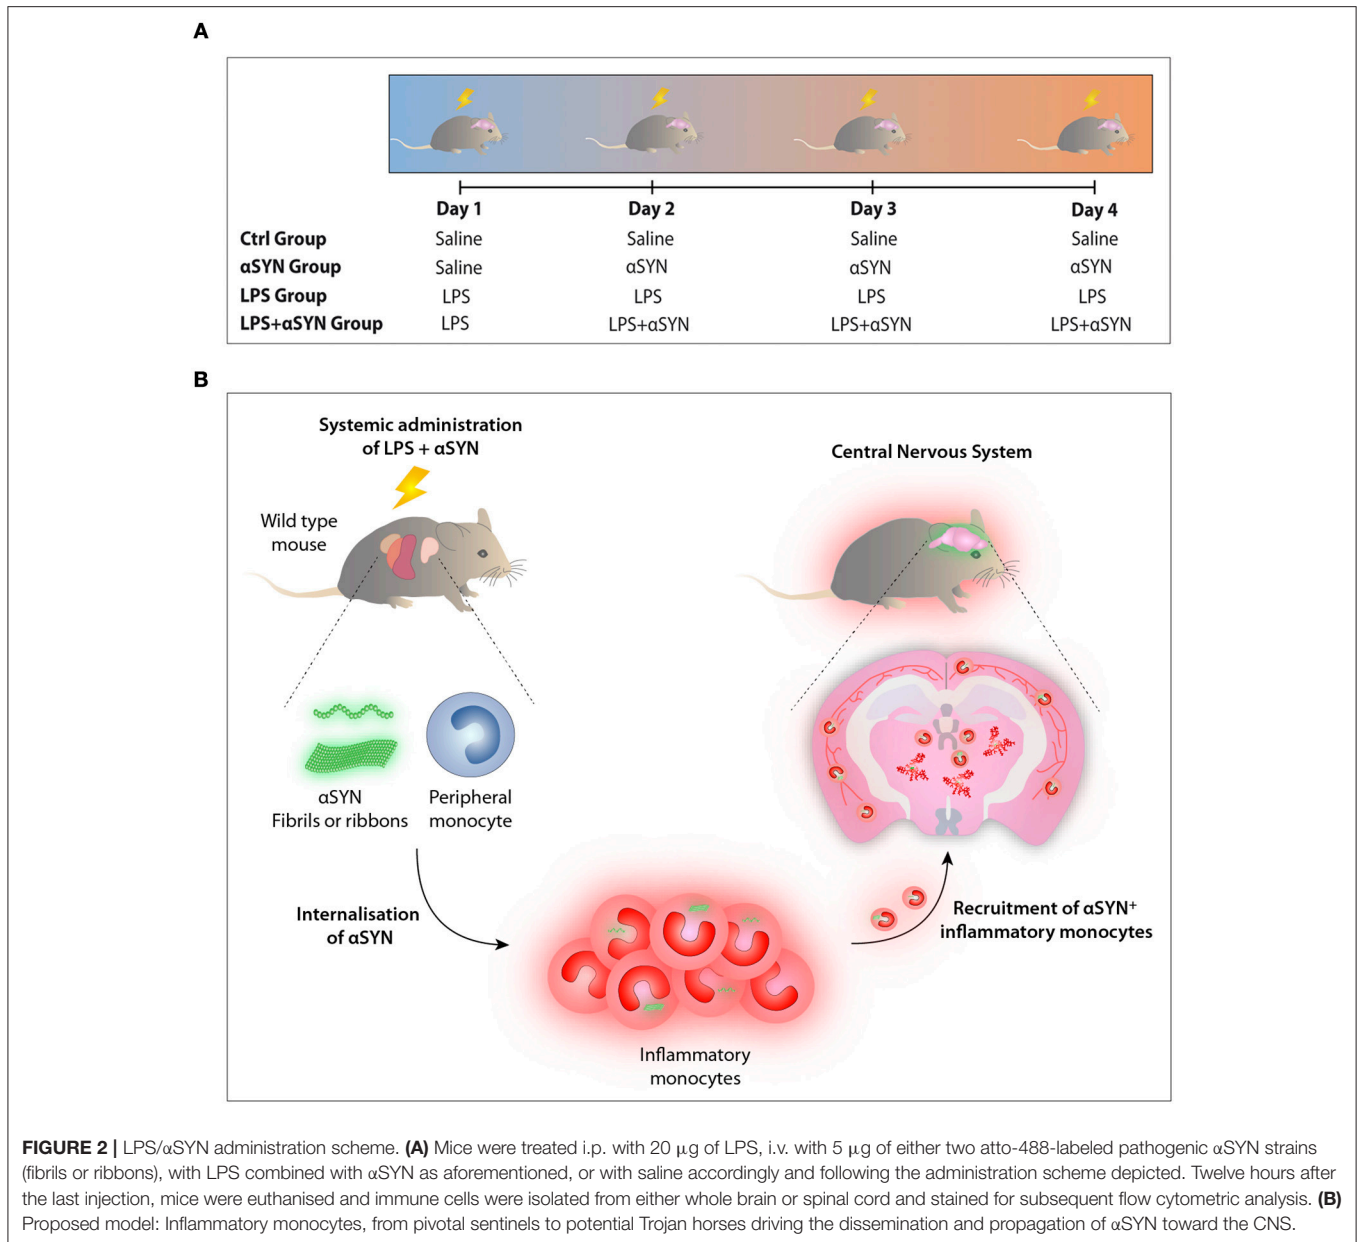 A
Day 1 Day 2 Day 3 Day 4
Ctrl Group Saline Saline Saline Saline
αSYN Group Saline αSYN αSYN αSYN
LPS Group LPS LPS LPS LPS
LPS+αSYN Group LPS LPS+αSYN LPS+αSYN LPS+αSYN
B
Systemic administration
of LPS + αSYN
Wild type
mouse
Central Nervous System
αSYN
Fibrils or ribbons
Peripheral
monocyte
Internalisation
of αSYN
Recruitment of αSYN⁺
inflammatory monocytes
Inflammatory
monocytes
FIGURE 2 | LPS/αSYN administration scheme. (A) Mice were treated i.p. with 20 μg of LPS, i.v. with 5 μg of either two atto-488-labeled pathogenic αSYN strains
(fibrils or ribbons), with LPS combined with αSYN as aforementioned, or with saline accordingly and following the administration scheme depicted. Twelve hours after
the last injection, mice were euthanised and immune cells were isolated from either whole brain or spinal cord and stained for subsequent flow cytometric analysis. (B)
Proposed model: Inflammatory monocytes, from pivotal sentinels to potential Trojan horses driving the dissemination and propagation of αSYN toward the CNS.